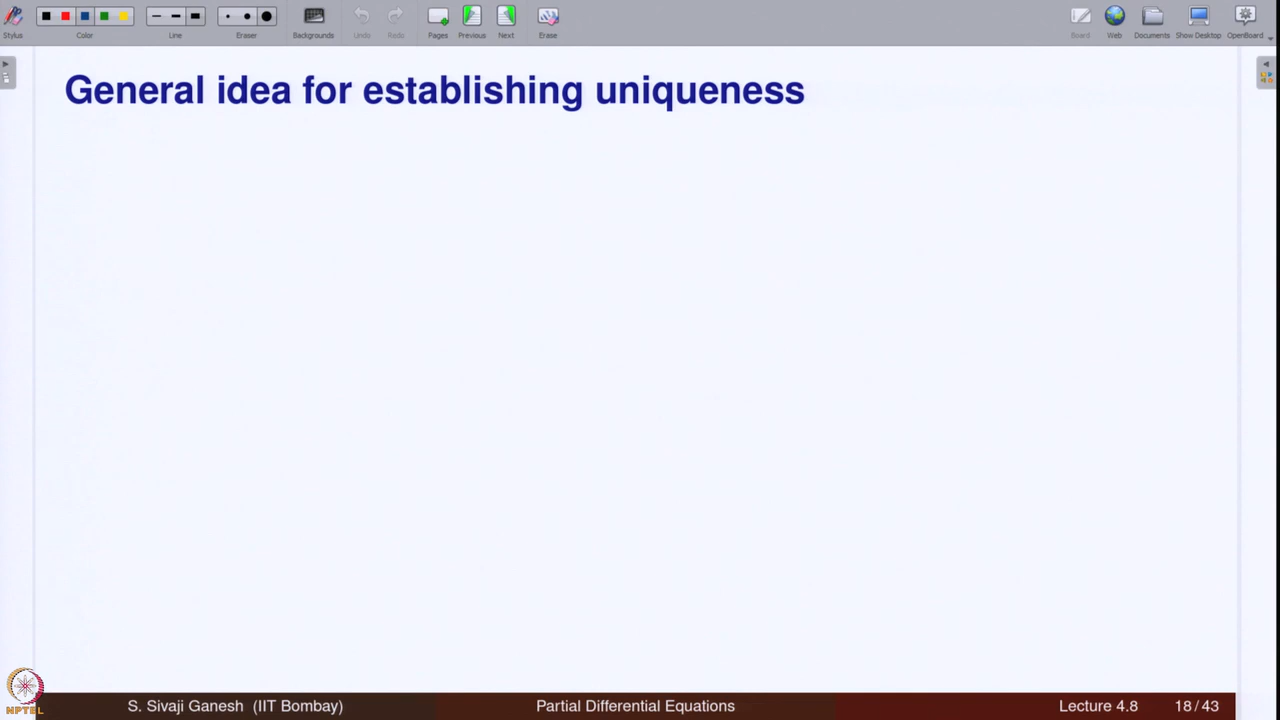 Stylus
Color
Line
Eraser
Backgrounds
Undo
Redo
Pages
Previous
Next
Erase
Board
Web
Documents
Show Desktop
OpenBoard
General idea for establishing uniqueness
NPTEL
S. Sivaji Ganesh (IIT Bombay)
Partial Differential Equations
Lecture 4.8
18 / 43